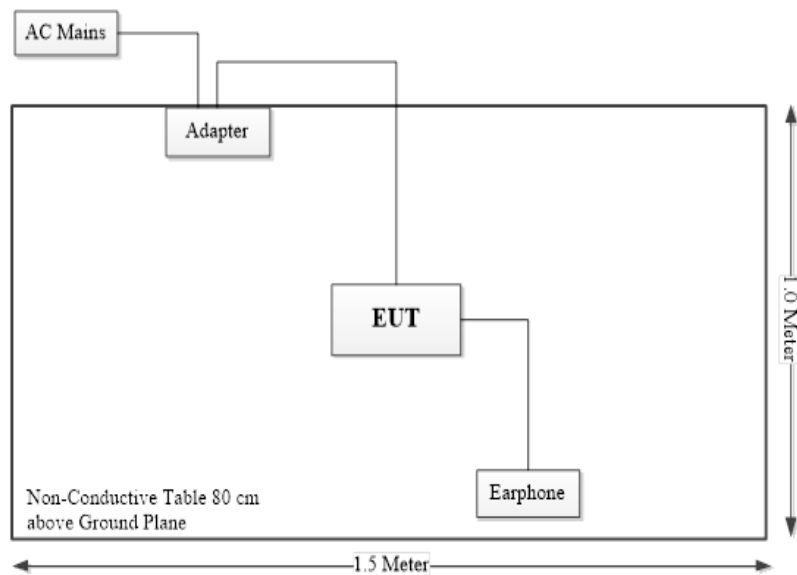 AC Mains
Adapter
EUT
1.0 Meter
Earphone
Non-Conductive Table 80 cm
above Ground Plane
1.5 Meter